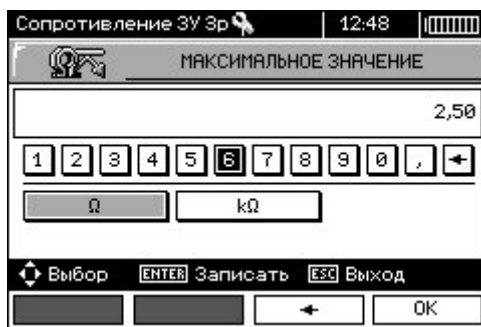 Сопротивление ЗУ 3p 12:48
МАКСИМАЛЬНОЕ ЗНАЧЕНИЕ
2,50
1 2 3 4 5 6 7 8 9 0 , ←
Ω kΩ
Выбор ENTER Записать ESC Выход
← OK